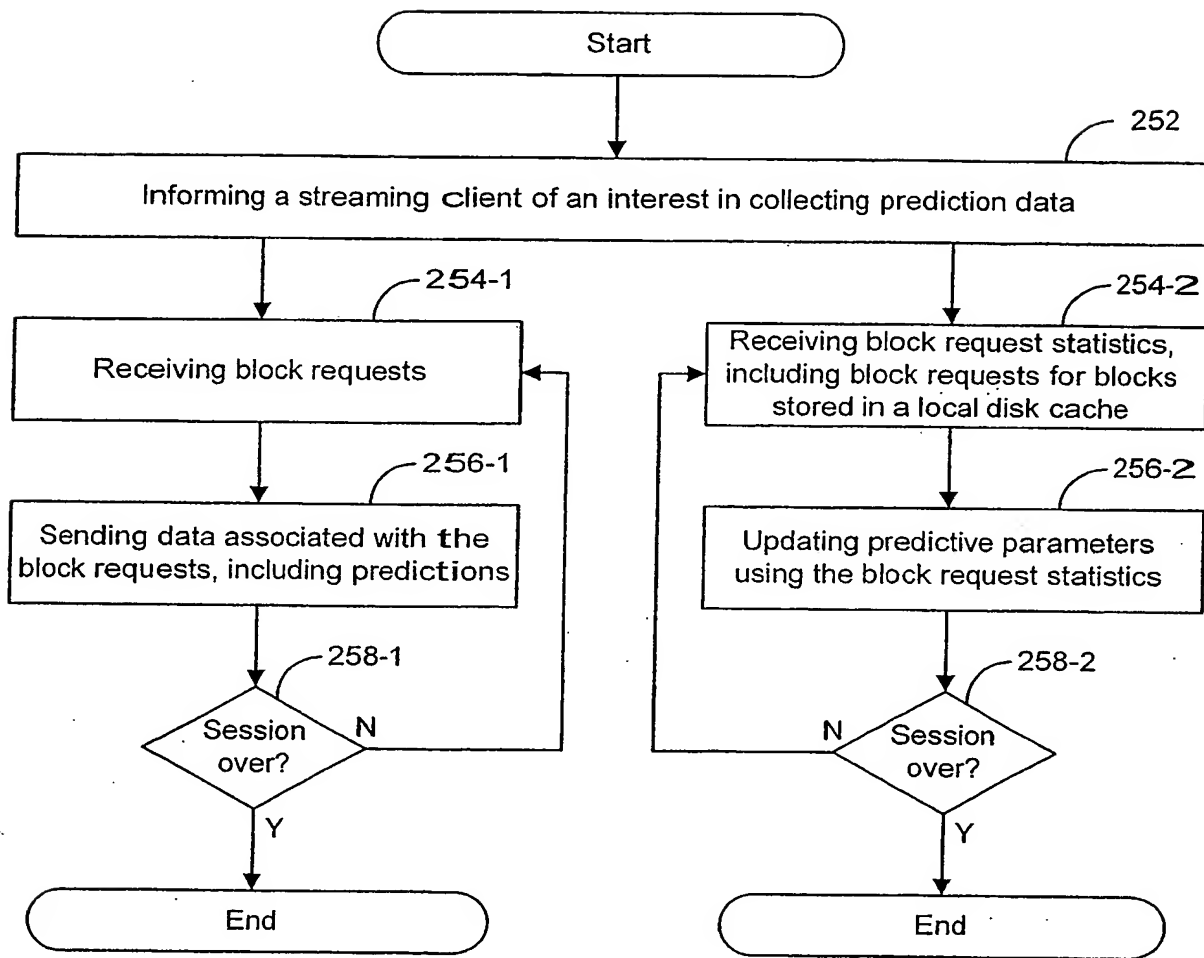 Start
252
Informing a streaming client of an interest in collecting prediction data
254-1
Receiving block requests
256-1
Sending data associated with the
block requests, including predictions
258-1
Session
over?
N
Y
End
254-2
Receiving block request statistics,
including block requests for blocks
stored in a local disk cache
256-2
Updating predictive parameters
using the block request statistics
258-2
N
Session
over?
Y
End